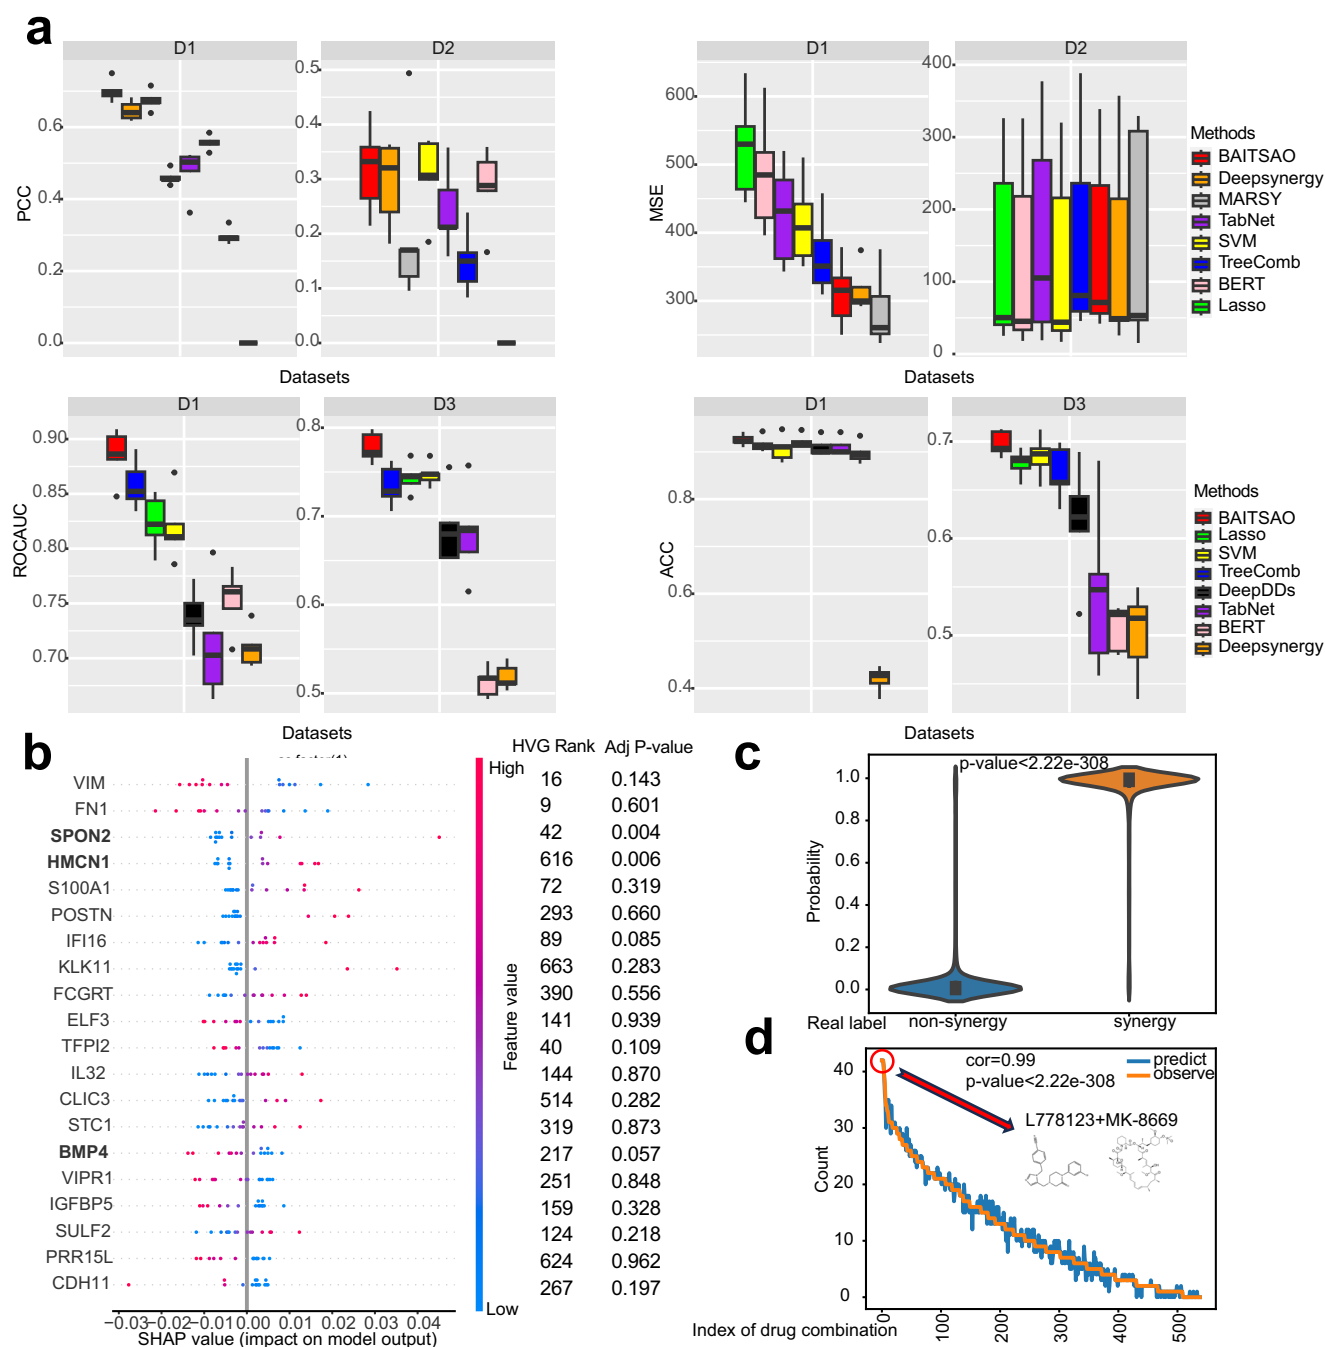 a
D1
D2
D1
D2
PCC
0.6
0.4
0.2
0.0
0.5
0.4
0.3
0.2
0.1
0.0
MSE
600
500
400
300
400
300
200
100
0
Methods
BAITSAO
Deepsynergy
MARSY
TabNet
SVM
TreeComb
BERT
Lasso
Datasets
Datasets
D1
D3
D1
D3
ROCAUC
0.90
0.85
0.80
0.75
0.70
0.8
0.7
0.6
0.5
ACC
0.8
0.6
0.4
0.7
0.6
0.5
Methods
BAITSAO
Lasso
SVM
TreeComb
DeepDDs
TabNet
BERT
Deepsynergy
Datasets
Datasets
b
High
HVG Rank Adj P-value
VIM 16 0.143
FN1 9 0.601
SPON2 42 0.004
HMCN1 616 0.006
S100A1 72 0.319
POSTN 293 0.660
IFI16 89 0.085
KLK11 663 0.283
FCGRT 390 0.556
ELF3 141 0.939
TFPI2 40 0.109
IL32 144 0.870
CLIC3 514 0.282
STC1 319 0.873
BMP4 217 0.057
VIPR1 251 0.848
IGFBP5 159 0.328
SULF2 124 0.218
PRR15L 624 0.962
CDH11 267 0.197
Feature value
Low
−0.03 −0.02 −0.01 0.00 0.01 0.02 0.03 0.04
SHAP value (impact on model output)
c
p-value<2.22e-308
Probability
1.0
0.8
0.6
0.4
0.2
0.0
Real label non-synergy synergy
d
cor=0.99
p-value<2.22e-308
predict
observe
L778123+MK-8669
Count
40
30
20
10
0
0 100 200 300 400 500
Index of drug combination